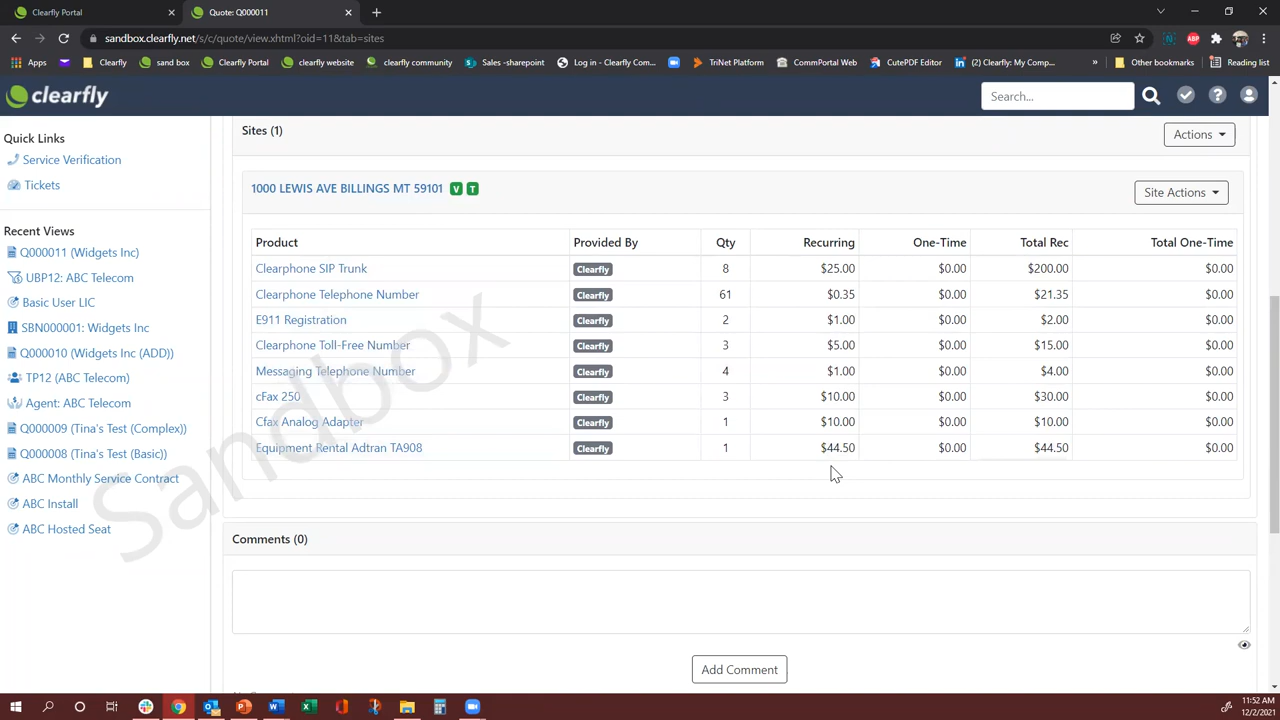 Clearfly Portal
Quote: Q000011
sandbox.clearfly.net/s/c/quote/view.xhtml?oid=11&tab=sites
ABP
Apps
Clearfly
sand box
Clearfly Portal
clearfly website
clearfly community
Sales -sharepoint
Log in - Clearfly Com...
TriNet Platform
CommPortal Web
CutePDF Editor
(2) Clearfly: My Comp...
»
Other bookmarks
Reading list
clearfly
Search...
Quick Links
Service Verification
Tickets
Recent Views
Q000011 (Widgets Inc)
UBP12: ABC Telecom
Basic User LIC
SBN000001: Widgets Inc
Q000010 (Widgets Inc (ADD))
TP12 (ABC Telecom)
Agent: ABC Telecom
Q000009 (Tina's Test (Complex))
Q000008 (Tina's Test (Basic))
ABC Monthly Service Contract
ABC Install
ABC Hosted Seat
Sites (1)
Actions
1000 LEWIS AVE BILLINGS MT 59101 V T
Site Actions
Product Provided By Qty Recurring One-Time Total Rec Total One-Time
Clearphone SIP Trunk Clearfly 8 $25.00 $0.00 $200.00 $0.00
Clearphone Telephone Number Clearfly 61 $0.35 $0.00 $21.35 $0.00
E911 Registration Clearfly 2 $1.00 $0.00 $2.00 $0.00
Clearphone Toll-Free Number Clearfly 3 $5.00 $0.00 $15.00 $0.00
Messaging Telephone Number Clearfly 4 $1.00 $0.00 $4.00 $0.00
cFax 250 Clearfly 3 $10.00 $0.00 $30.00 $0.00
Cfax Analog Adapter Clearfly 1 $10.00 $0.00 $10.00 $0.00
Equipment Rental Adtran TA908 Clearfly 1 $44.50 $0.00 $44.50 $0.00
Sandbox
Comments (0)
Add Comment
11:52 AM
12/2/2021